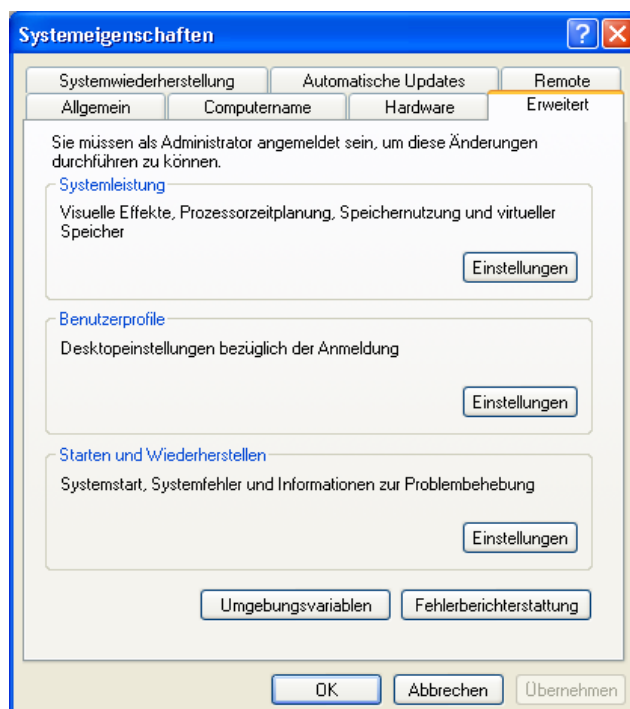 Systemeigenschaften
Systemwiederherstellung Automatische Updates Remote
Allgemein Computername Hardware Erweitert
Sie müssen als Administrator angemeldet sein, um diese Änderungen
durchführen zu können.
Systemleistung
Visuelle Effekte, Prozessorzeitplanung, Speichernutzung und virtueller
Speicher
Einstellungen
Benutzerprofile
Desktopeinstellungen bezüglich der Anmeldung
Einstellungen
Starten und Wiederherstellen
Systemstart, Systemfehler und Informationen zur Problembehebung
Einstellungen
Umgebungsvariablen Fehlerberichterstattung
OK Abbrechen Übernehmen